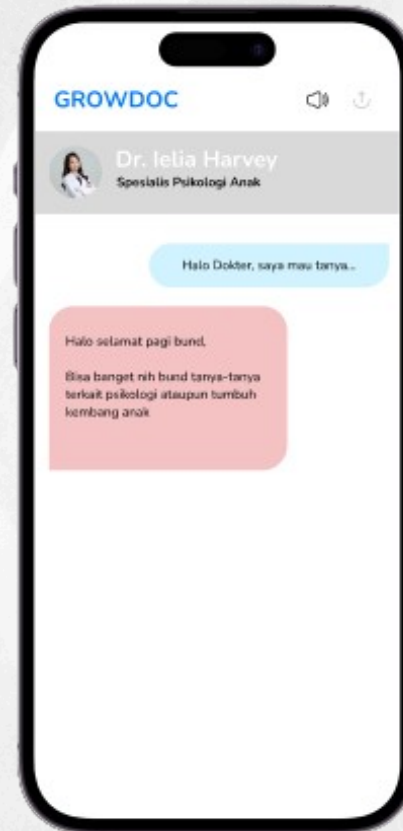 GROWDOC
Dr. Ielia Harvey
Spesialis Psikologi Anak
Halo Dokter, saya mau tanya...
Halo selamat pagi bund,
Bisa banget nih bund tanya-tanya
terkait psikologi ataupun tumbuh
kembang anak